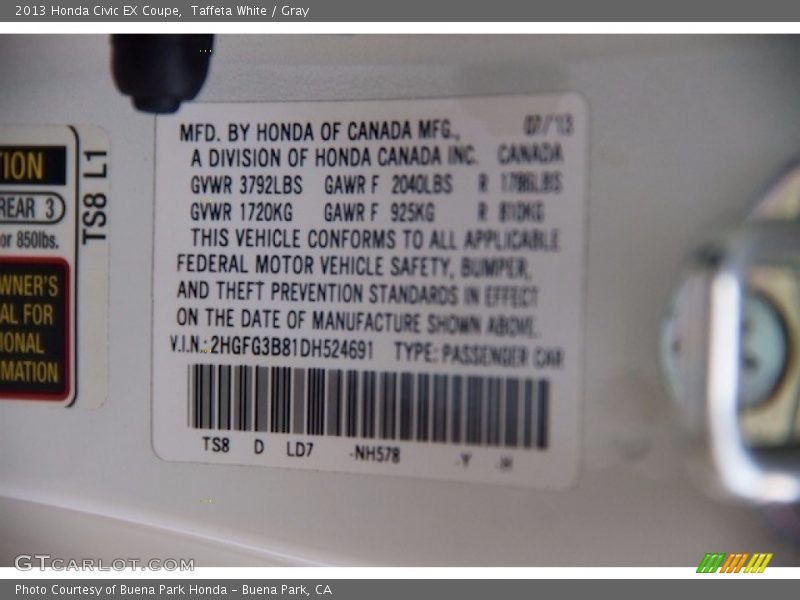 2013 Honda Civic EX Coupe, Taffeta White / Gray
TION
REAR 3
or 850lbs.
WNER'S
AL FOR
IONAL
MATION
TS8 L1
MFD. BY HONDA OF CANADA MFG., 07/13
A DIVISION OF HONDA CANADA INC. CANADA
GVWR 3792LBS GAWR F 2040LBS R 1786LBS
GVWR 1720KG GAWR F 925KG R 810KG
THIS VEHICLE CONFORMS TO ALL APPLICABLE
FEDERAL MOTOR VEHICLE SAFETY, BUMPER,
AND THEFT PREVENTION STANDARDS IN EFFECT
ON THE DATE OF MANUFACTURE SHOWN ABOVE.
V.I.N.: 2HGFG3B81DH524691 TYPE: PASSENGER CAR
TS8 D LD7 -NH578 -Y -H
GTCARLOT.COM
Photo Courtesy of Buena Park Honda – Buena Park, CA